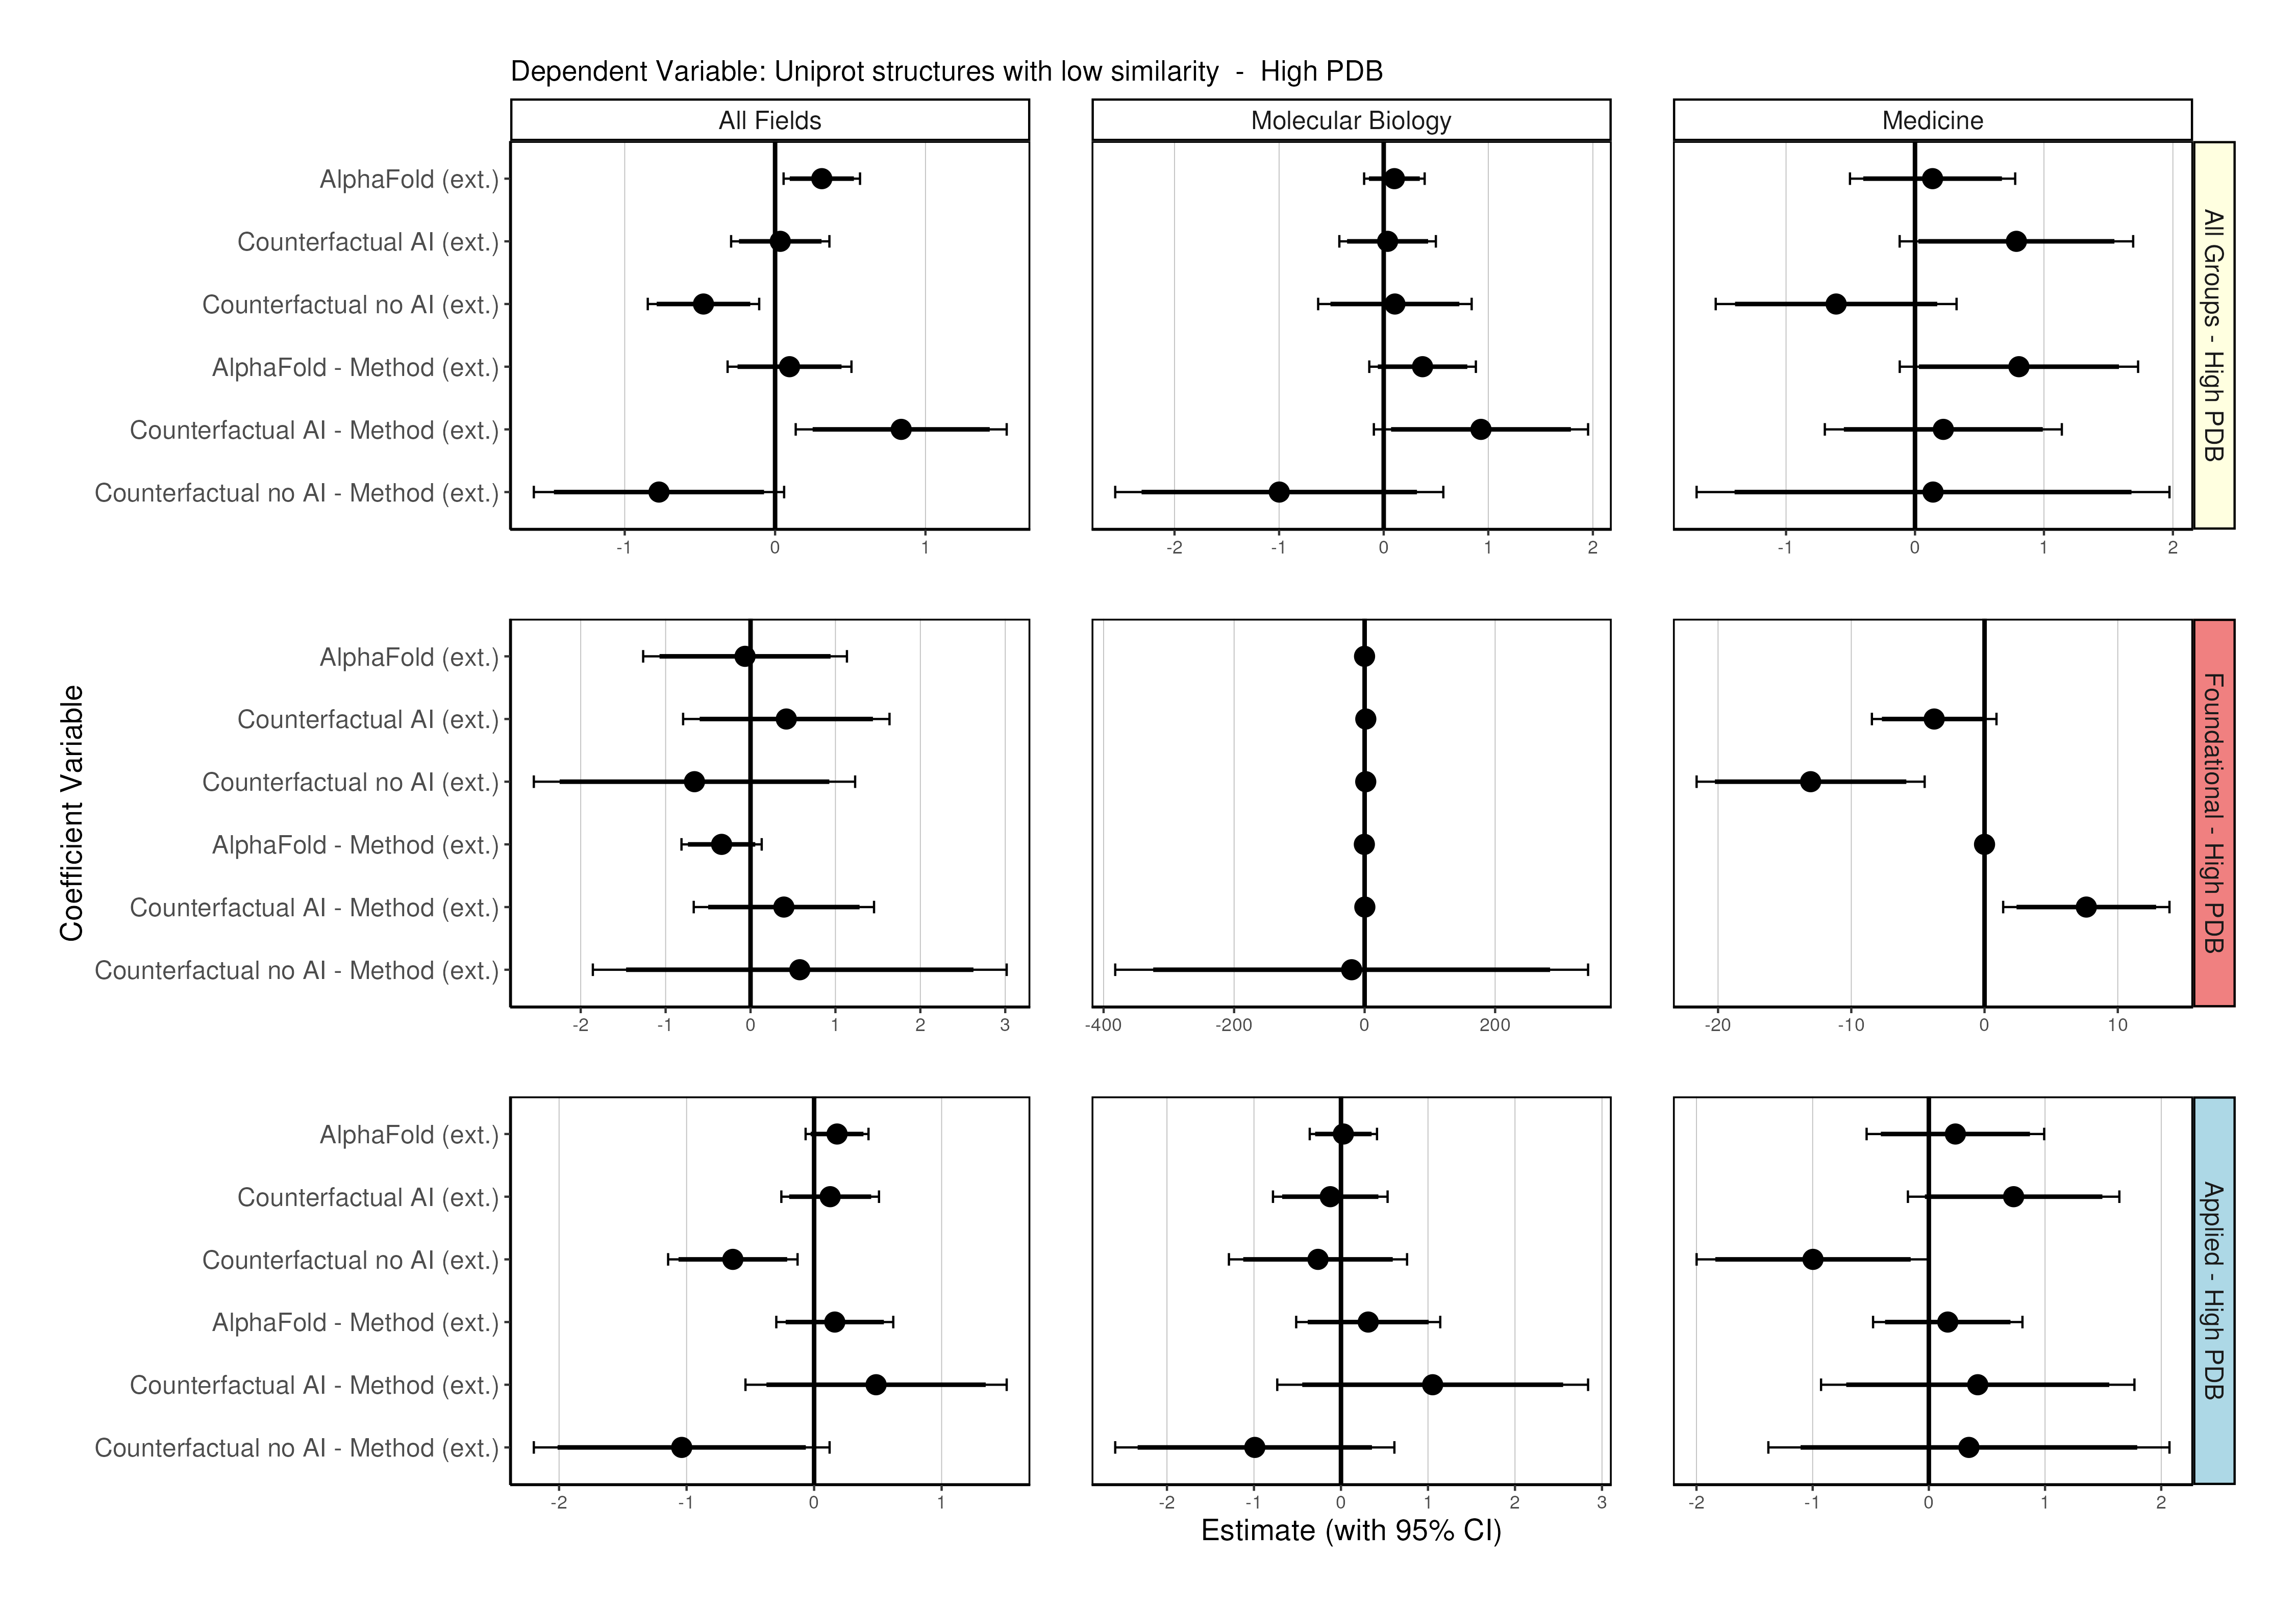 Dependent Variable: Uniprot structures with low similarity - High PDB
All Fields
Molecular Biology
Medicine
AlphaFold (ext.)
Counterfactual AI (ext.)
Counterfactual no AI (ext.)
AlphaFold - Method (ext.)
Counterfactual AI - Method (ext.)
Counterfactual no AI - Method (ext.)
All Groups - High PDB
-1 0 1
-2 -1 0 1 2
-1 0 1 2
Coefficient Variable
AlphaFold (ext.)
Counterfactual AI (ext.)
Counterfactual no AI (ext.)
AlphaFold - Method (ext.)
Counterfactual AI - Method (ext.)
Counterfactual no AI - Method (ext.)
Foundational - High PDB
-2 -1 0 1 2 3
-400 -200 0 200
-20 -10 0 10
AlphaFold (ext.)
Counterfactual AI (ext.)
Counterfactual no AI (ext.)
AlphaFold - Method (ext.)
Counterfactual AI - Method (ext.)
Counterfactual no AI - Method (ext.)
Applied - High PDB
-2 -1 0 1
-2 -1 0 1 2 3
-2 -1 0 1 2
Estimate (with 95% CI)